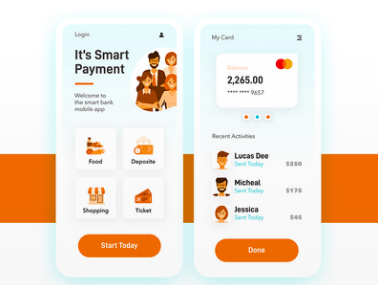 Login
It's Smart
Payment
Welcome to
the smart bank
mobile app
Food
Deposite
Shopping
Ticket
Start Today
My Card
Balance
2,265.00
**** **** 9657
Recent Activities
Lucas Dee
Sent Today
$350
Micheal
Sent Today
$175
Jessica
Sent Today
$45
Done